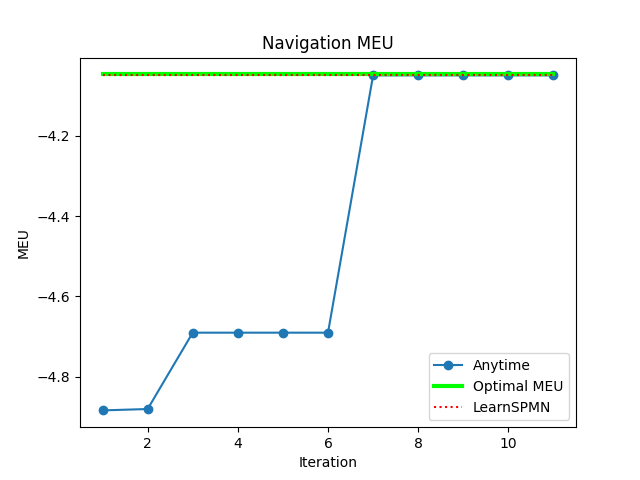 Navigation MEU
−4.2
−4.4
−4.6
−4.8
MEU
2
4
6
8
10
Iteration
Anytime
Optimal MEU
LearnSPMN